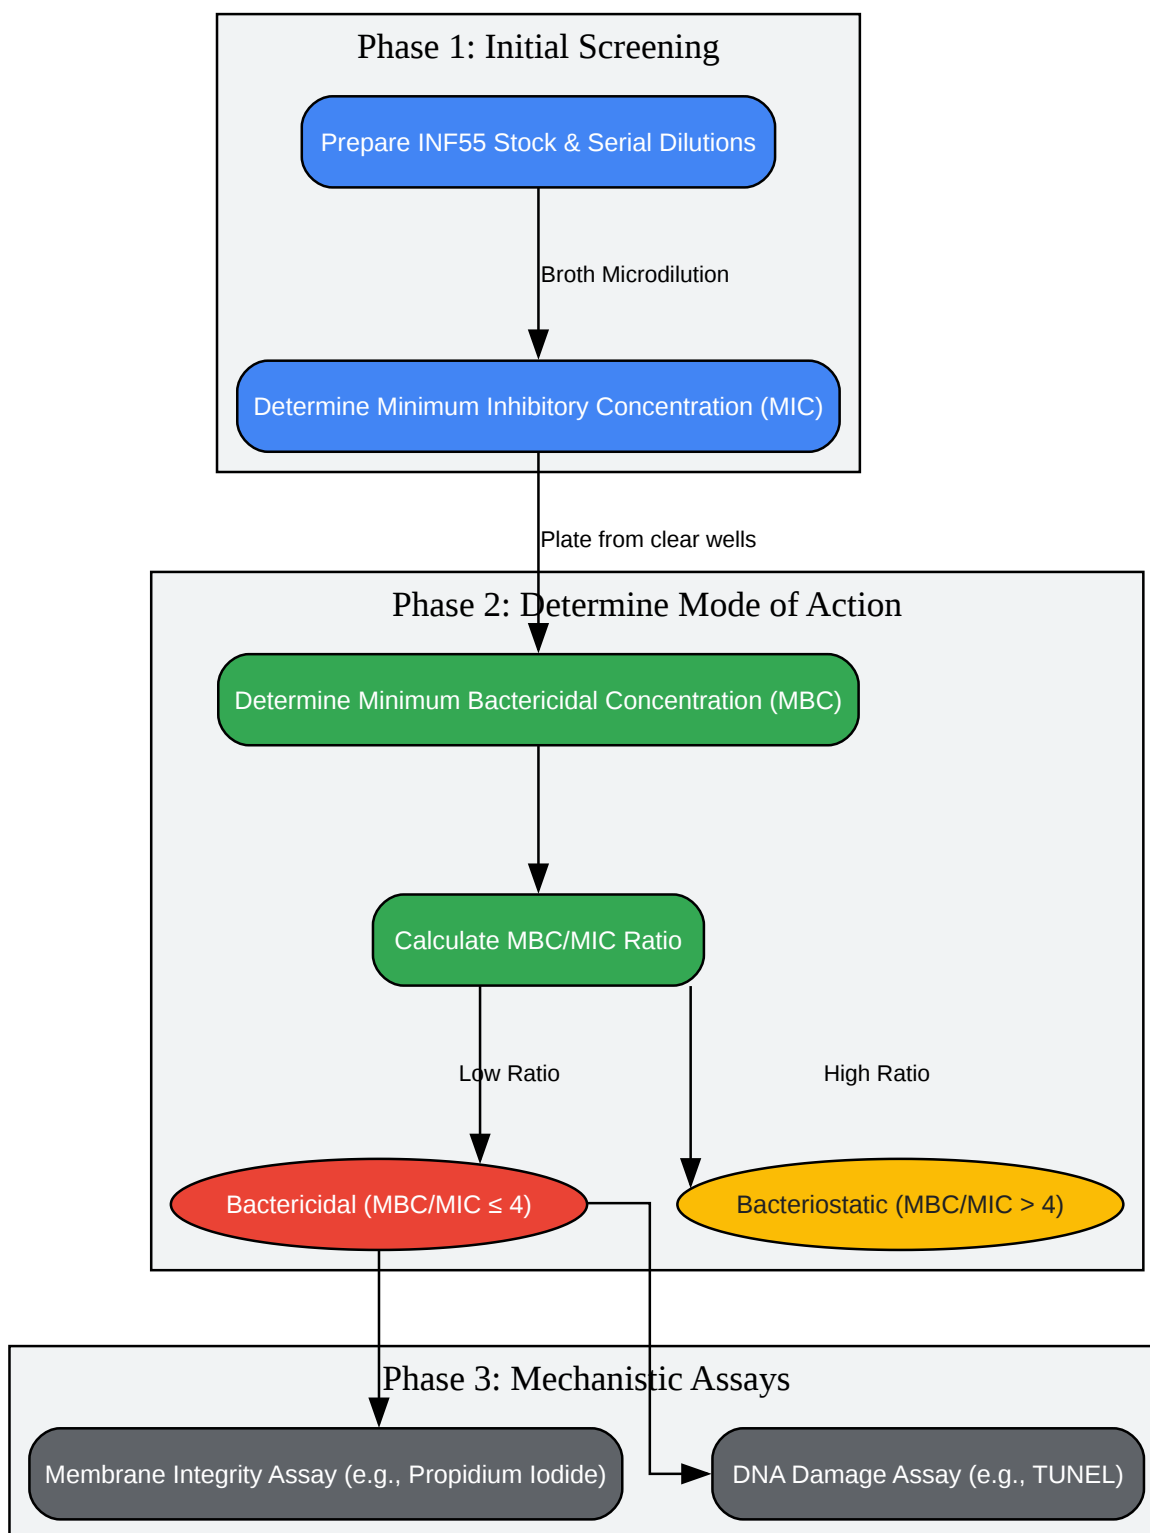 Phase 1: Initial Screening
Prepare INF55 Stock & Serial Dilutions
Broth Microdilution
Determine Minimum Inhibitory Concentration (MIC)
Plate from clear wells
Phase 2: Determine Mode of Action
Determine Minimum Bactericidal Concentration (MBC)
Calculate MBC/MIC Ratio
Low Ratio
High Ratio
Bactericidal (MBC/MIC ≤ 4)
Bacteriostatic (MBC/MIC > 4)
Phase 3: Mechanistic Assays
Membrane Integrity Assay (e.g., Propidium Iodide)
DNA Damage Assay (e.g., TUNEL)